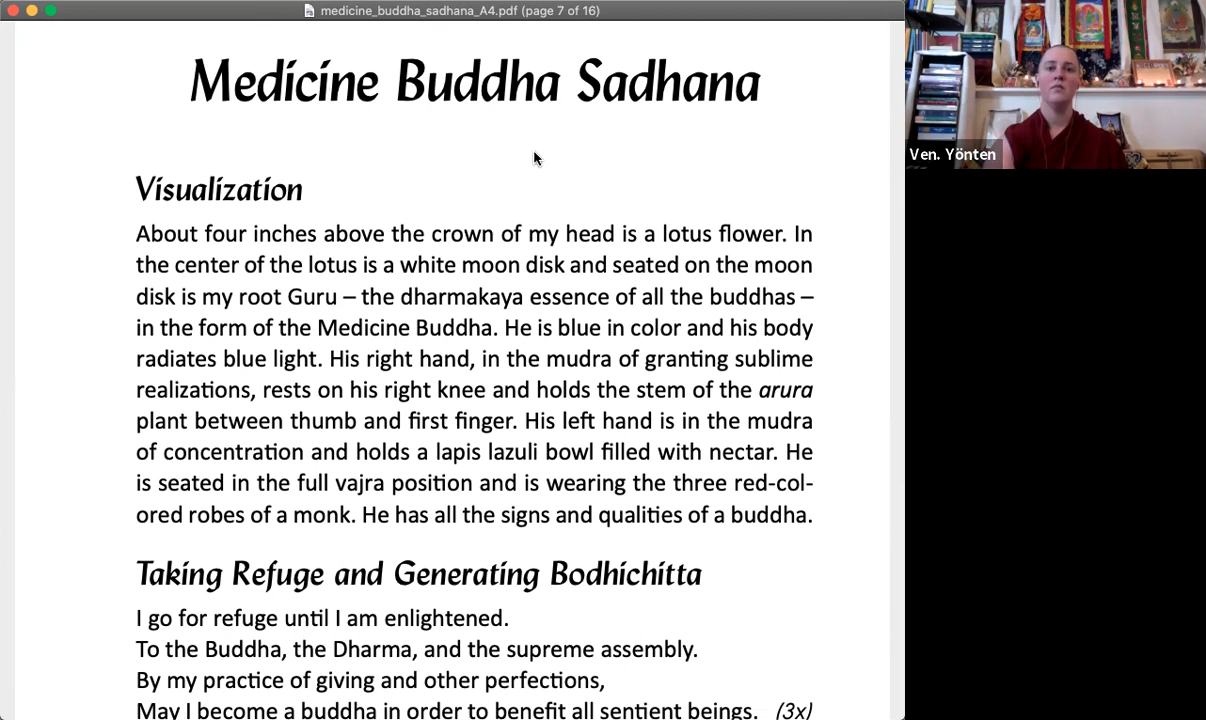 medicine_buddha_sadhana_A4.pdf (page 7 of 16)
Medicine Buddha Sadhana
Ven. Yönten
Visualization
About four inches above the crown of my head is a lotus flower. In
the center of the lotus is a white moon disk and seated on the moon
disk is my root Guru – the dharmakaya essence of all the buddhas –
in the form of the Medicine Buddha. He is blue in color and his body
radiates blue light. His right hand, in the mudra of granting sublime
realizations, rests on his right knee and holds the stem of the arura
plant between thumb and first finger. His left hand is in the mudra
of concentration and holds a lapis lazuli bowl filled with nectar. He
is seated in the full vajra position and is wearing the three red-col-
ored robes of a monk. He has all the signs and qualities of a buddha.
Taking Refuge and Generating Bodhichitta
I go for refuge until I am enlightened.
To the Buddha, the Dharma, and the supreme assembly.
By my practice of giving and other perfections,
May I become a buddha in order to benefit all sentient beings. (3x)